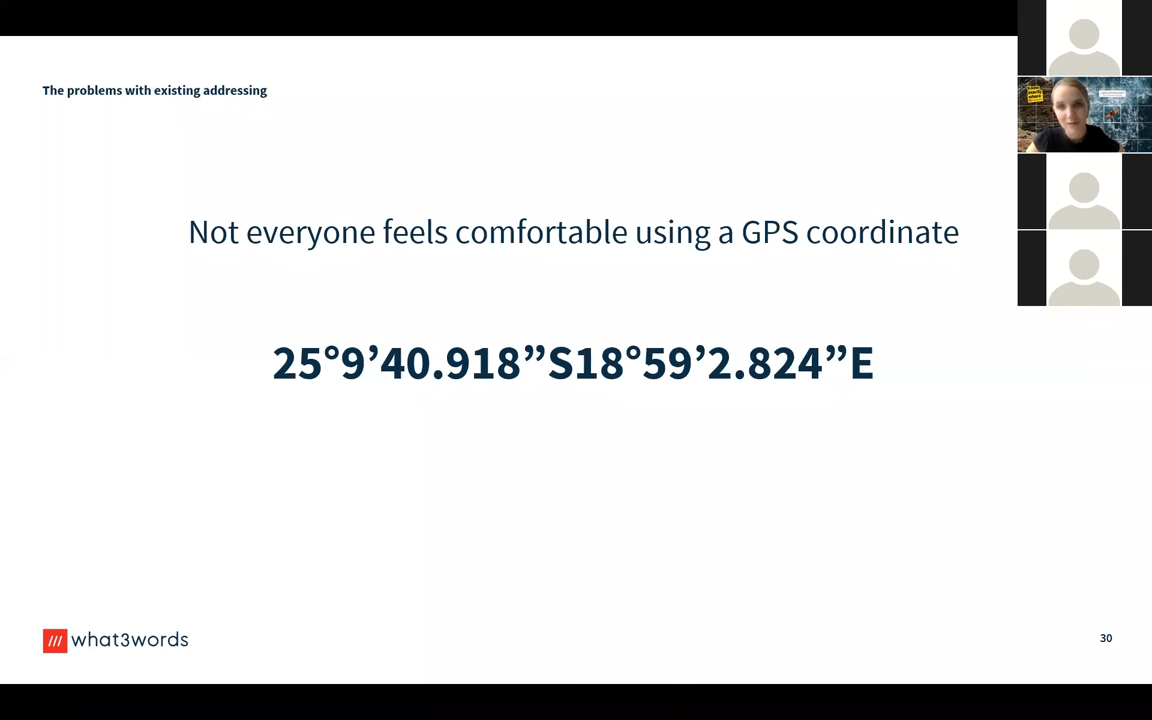 The problems with existing addressing
Not everyone feels comfortable using a GPS coordinate
25°9’40.918”S18°59’2.824”E
what3words
30